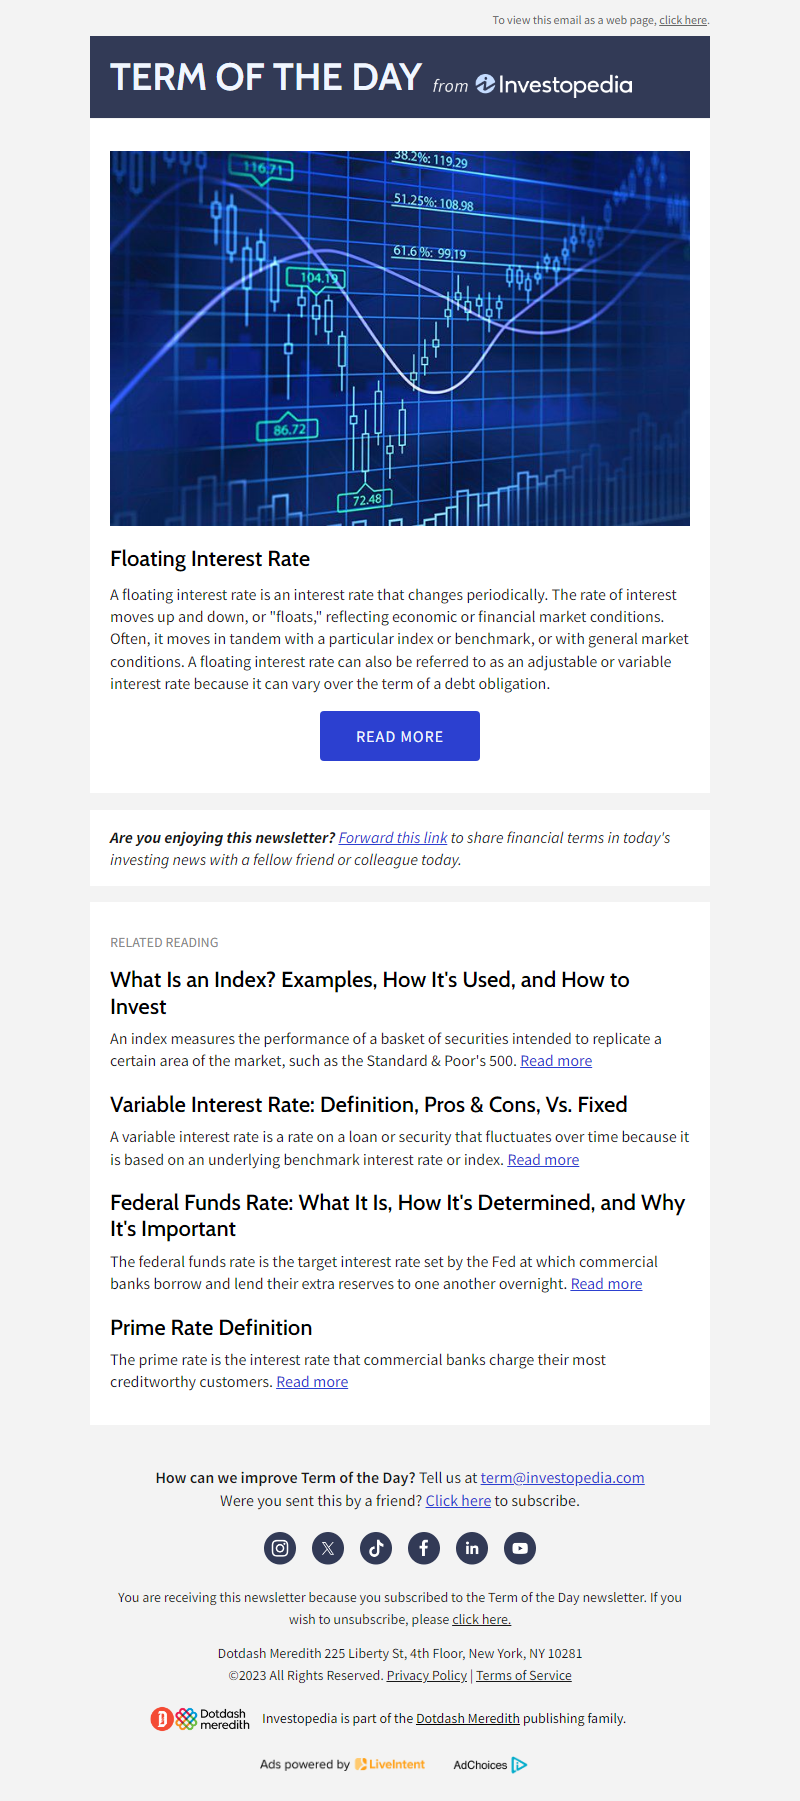 To view this email as a web page, click here.
TERM OF THE DAY from Investopedia
116.71
38.2%: 119.29
51.25%: 108.98
61.6 %: 99.19
104.19
86.72
72.48
Floating Interest Rate
A floating interest rate is an interest rate that changes periodically. The rate of interest
moves up and down, or "floats," reflecting economic or financial market conditions.
Often, it moves in tandem with a particular index or benchmark, or with general market
conditions. A floating interest rate can also be referred to as an adjustable or variable
interest rate because it can vary over the term of a debt obligation.
READ MORE
Are you enjoying this newsletter? Forward this link to share financial terms in today's
investing news with a fellow friend or colleague today.
RELATED READING
What Is an Index? Examples, How It's Used, and How to
Invest
An index measures the performance of a basket of securities intended to replicate a
certain area of the market, such as the Standard & Poor's 500. Read more
Variable Interest Rate: Definition, Pros & Cons, Vs. Fixed
A variable interest rate is a rate on a loan or security that fluctuates over time because it
is based on an underlying benchmark interest rate or index. Read more
Federal Funds Rate: What It Is, How It's Determined, and Why
It's Important
The federal funds rate is the target interest rate set by the Fed at which commercial
banks borrow and lend their extra reserves to one another overnight. Read more
Prime Rate Definition
The prime rate is the interest rate that commercial banks charge their most
creditworthy customers. Read more
How can we improve Term of the Day? Tell us at term@investopedia.com
Were you sent this by a friend? Click here to subscribe.
You are receiving this newsletter because you subscribed to the Term of the Day newsletter. If you
wish to unsubscribe, please click here.
Dotdash Meredith 225 Liberty St, 4th Floor, New York, NY 10281
©2023 All Rights Reserved. Privacy Policy | Terms of Service
Dotdash
meredith
Investopedia is part of the Dotdash Meredith publishing family.
Ads powered by LiveIntent
AdChoices